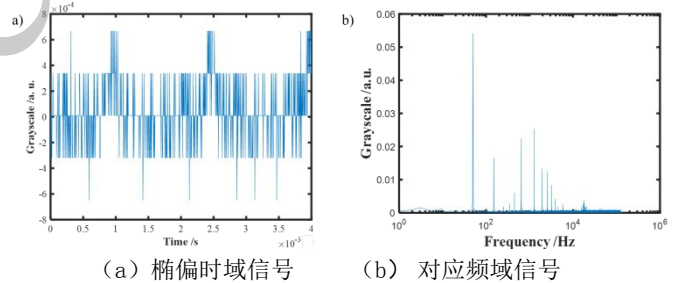 a) ×10⁻⁴ b)
8
6
4
2
0
-2
-4
-6
-8
Grayscale /a. u.
0.5 1 1.5 2 2.5 3 3.5 4
Time /s ×10⁻³
0.06
0.05
0.04
0.03
0.02
0.01
0
Grayscale /a.u.
10⁰ 10² 10⁴ 10⁶
Frequency /Hz
（a）椭偏时域信号 （b） 对应频域信号